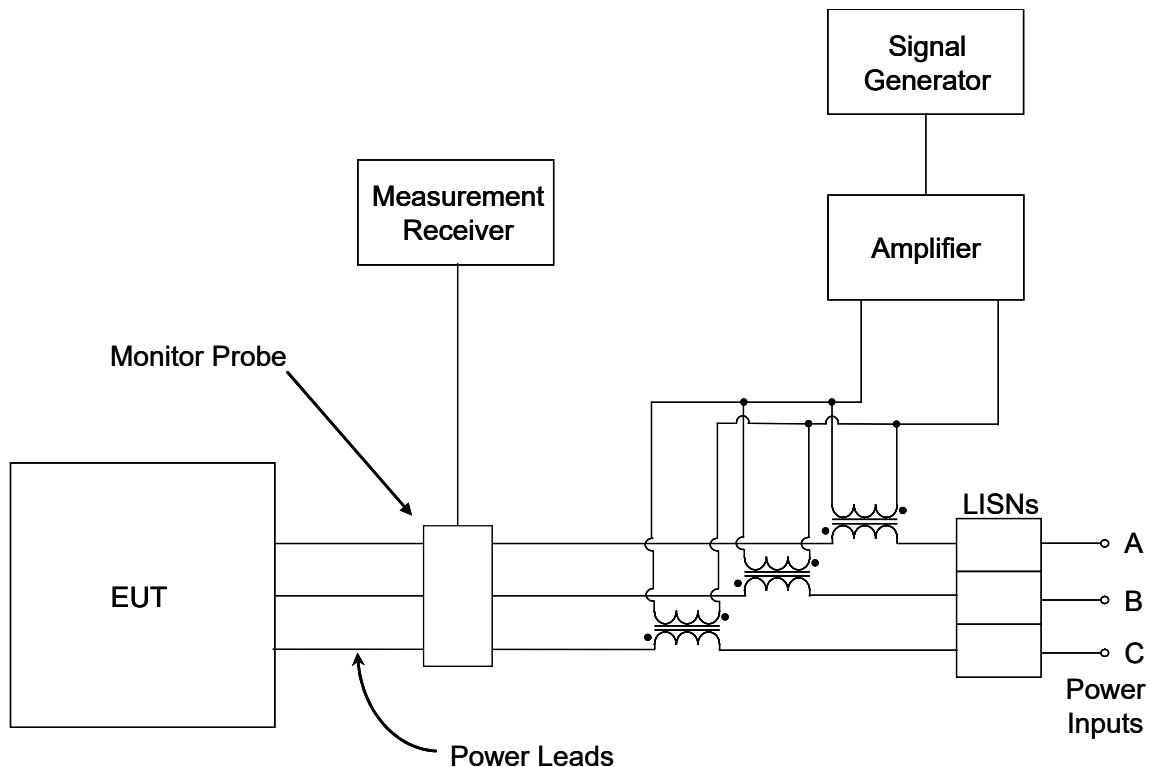 Signal
Generator
Measurement
Receiver
Amplifier
Monitor Probe
LISNs
A
EUT
B
C
Power
Inputs
Power Leads